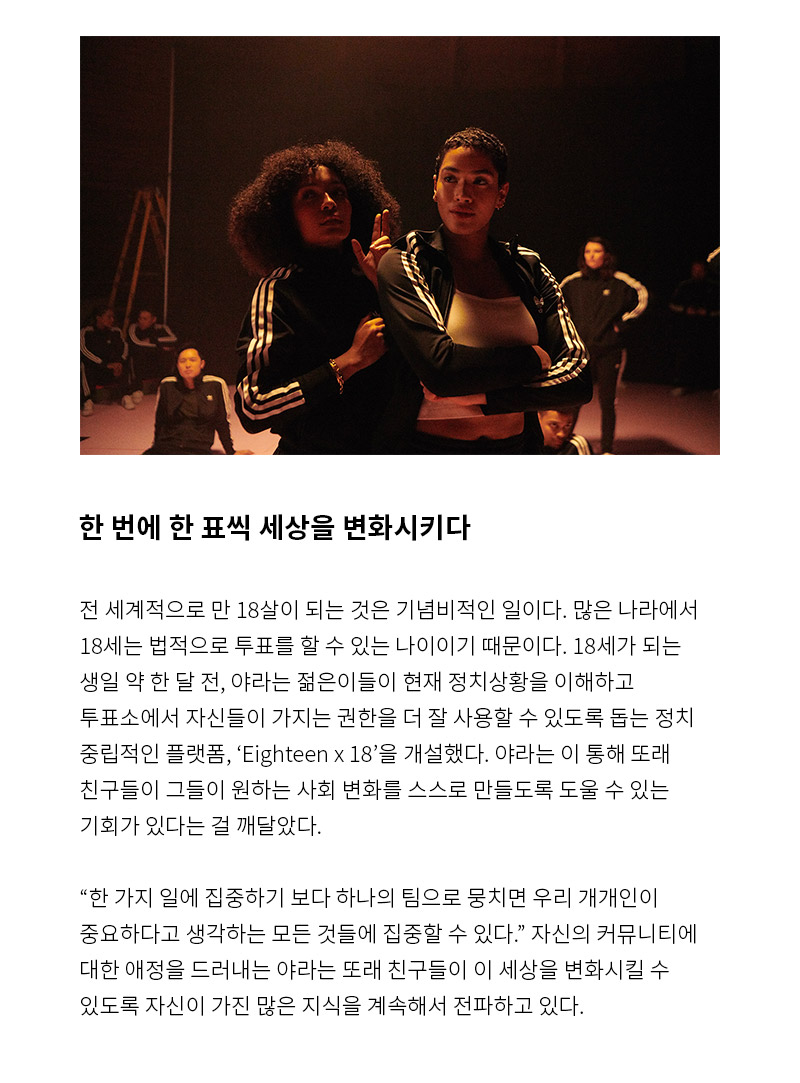 한 번에 한 표씩 세상을 변화시키다
전 세계적으로 만 18살이 되는 것은 기념비적인 일이다. 많은 나라에서
18세는 법적으로 투표를 할 수 있는 나이이기 때문이다. 18세가 되는
생일 약 한 달 전, 야라는 젊은이들이 현재 정치상황을 이해하고
투표소에서 자신들이 가지는 권한을 더 잘 사용할 수 있도록 돕는 정치
중립적인 플랫폼, ‘Eighteen x 18’을 개설했다. 야라는 이 통해 또래
친구들이 그들이 원하는 사회 변화를 스스로 만들도록 도울 수 있는
기회가 있다는 걸 깨달았다.
“한 가지 일에 집중하기 보다 하나의 팀으로 뭉치면 우리 개개인이
중요하다고 생각하는 모든 것들에 집중할 수 있다.” 자신의 커뮤니티에
대한 애정을 드러내는 야라는 또래 친구들이 이 세상을 변화시킬 수
있도록 자신이 가진 많은 지식을 계속해서 전파하고 있다.